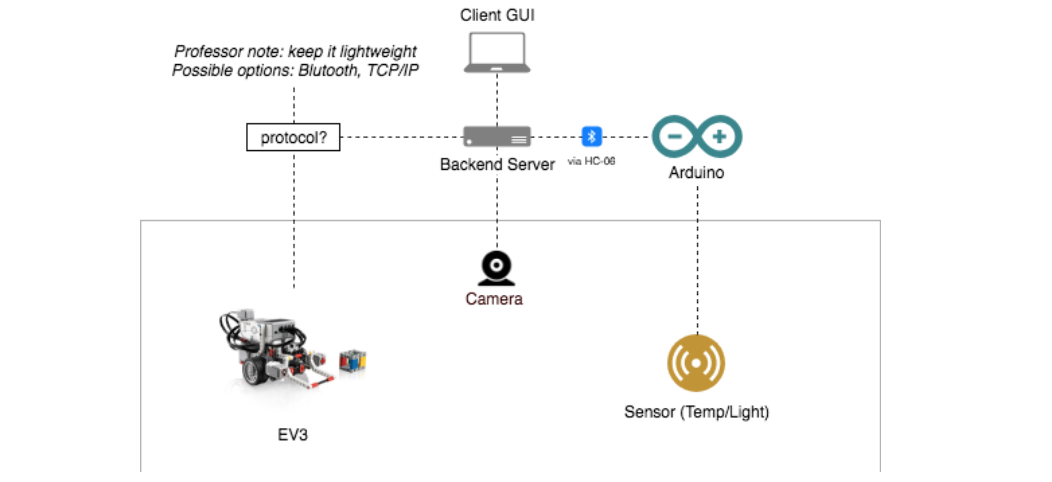 Client GUI
Professor note: keep it lightweight
Possible options: Blutooth, TCP/IP
protocol?
Backend Server
via HC-06
Arduino
Camera
Sensor (Temp/Light)
EV3